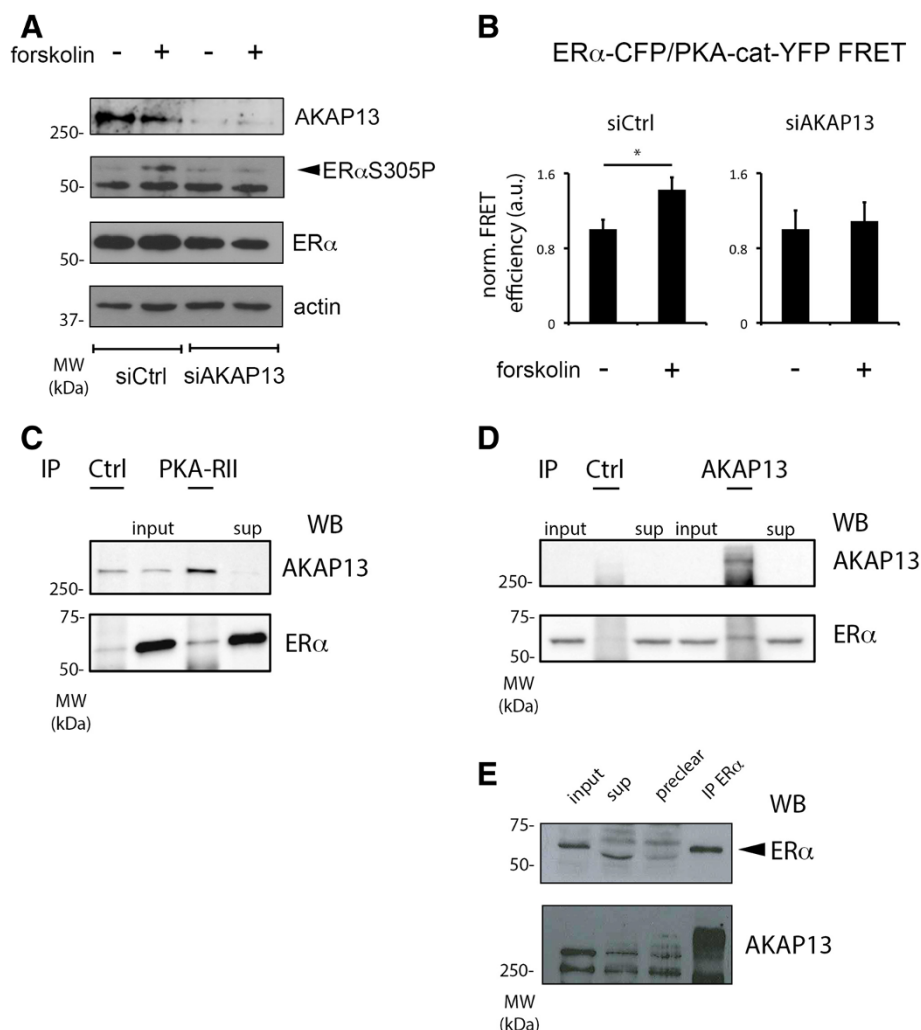 A
forskolin - + - +
AKAP13
250-
ERαS305P
50-
ERα
50-
actin
37-
MW
(kDa)
siCtrl siAKAP13
B
ERα-CFP/PKA-cat-YFP FRET
siCtrl siAKAP13
norm. FRET
efficiency (a.u.)
*
1.6 1.6
0.8 0.8
0 0
forskolin - + - +
C
IP Ctrl PKA-RII
input sup WB
AKAP13
250-
75-
ERα
50-
MW
(kDa)
D
IP Ctrl AKAP13
input sup input sup WB
AKAP13
250-
75-
ERα
50-
MW
(kDa)
E
input sup preclear IP ERα
WB
75-
ERα
50-
AKAP13
250-
MW
(kDa)